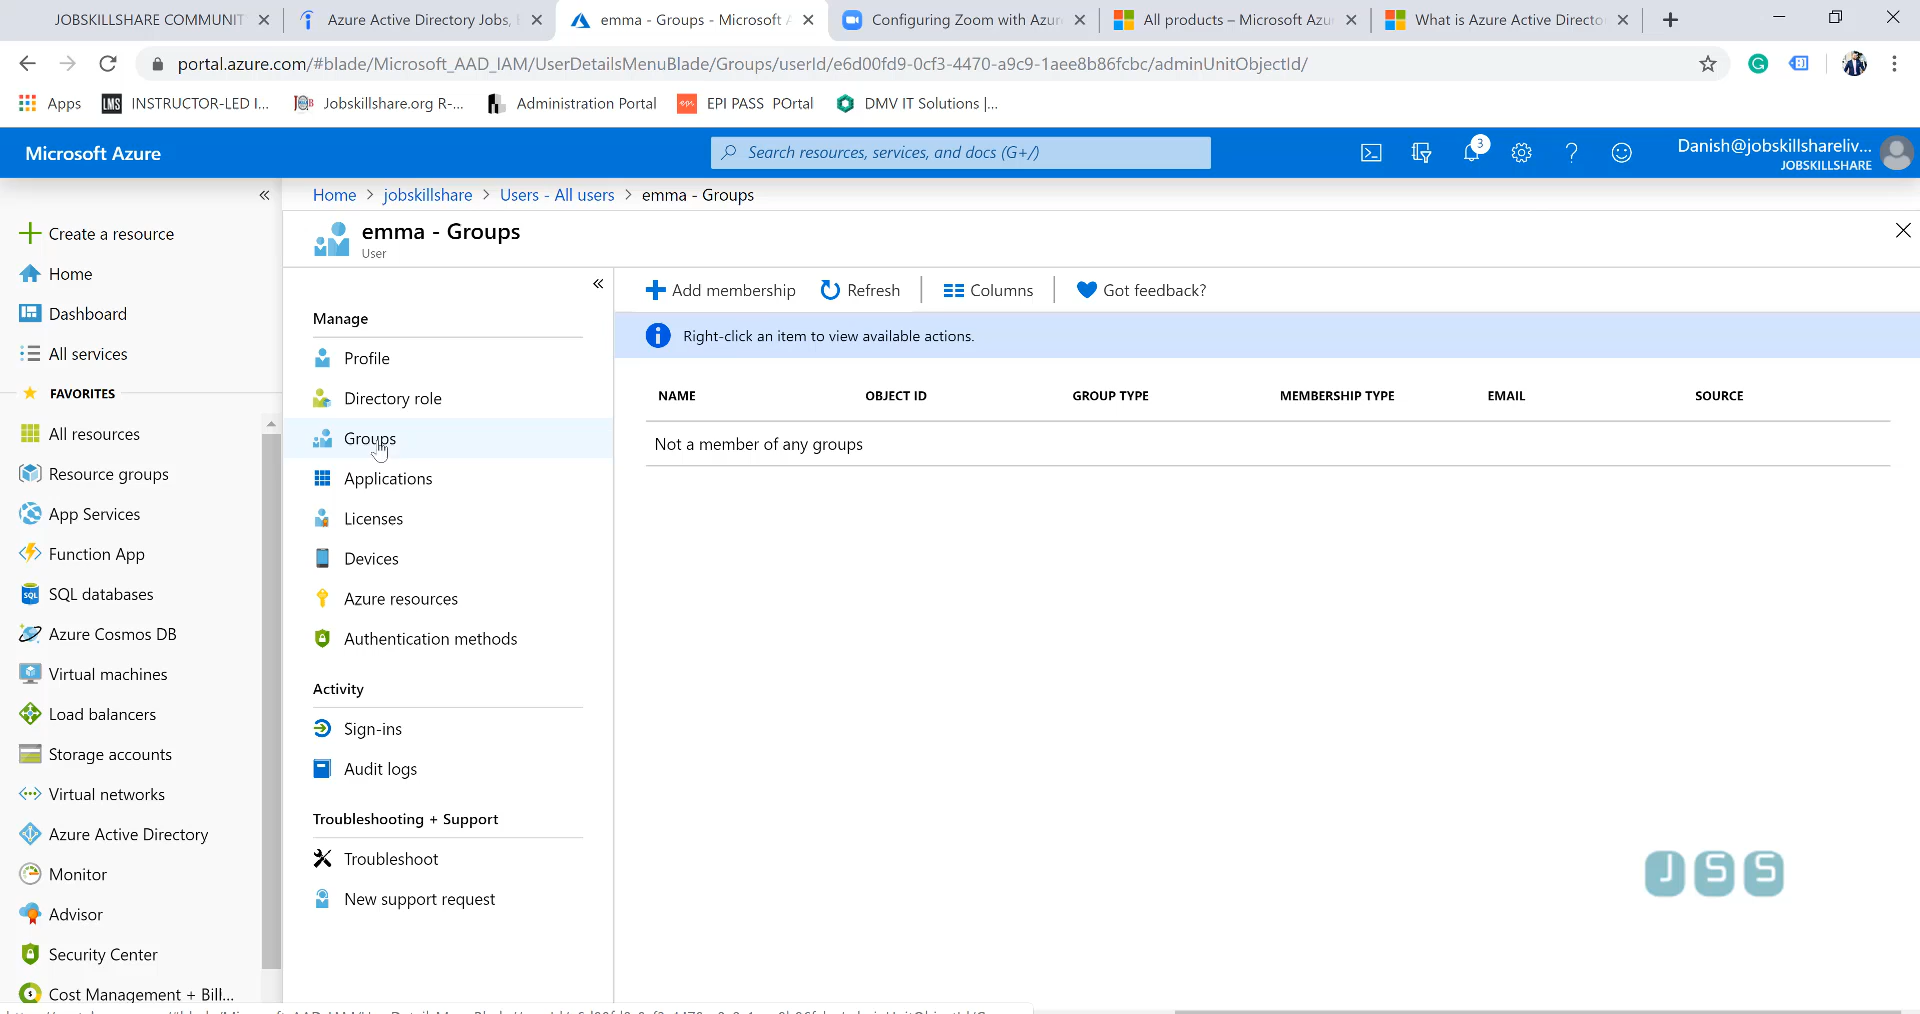 JOBSKILLSHARE COMMUNIT
Azure Active Directory Jobs,
emma - Groups - Microsoft A
Configuring Zoom with Azur
All products – Microsoft Azu
What is Azure Active Directo
portal.azure.com/#blade/Microsoft_AAD_IAM/UserDetailsMenuBlade/Groups/userId/e6d00fd9-0cf3-4470-a9c9-1aee8b86fcbc/adminUnitObjectId/
Apps
LMS INSTRUCTOR-LED I...
Jobskillshare.org R-...
Administration Portal
EPI PASS POrtal
DMV IT Solutions |...
Microsoft Azure
Search resources, services, and docs (G+/)
3
Danish@jobskillshareliv...
JOBSKILLSHARE
Home > jobskillshare > Users - All users > emma - Groups
emma - Groups
User
Create a resource
Home
Dashboard
All services
FAVORITES
All resources
Resource groups
App Services
Function App
SQL databases
Azure Cosmos DB
Virtual machines
Load balancers
Storage accounts
Virtual networks
Azure Active Directory
Monitor
Advisor
Security Center
Cost Management + Bill...
Manage
Profile
Directory role
Groups
Applications
Licenses
Devices
Azure resources
Authentication methods
Activity
Sign-ins
Audit logs
Troubleshooting + Support
Troubleshoot
New support request
Add membership
Refresh
Columns
Got feedback?
Right-click an item to view available actions.
NAME OBJECT ID GROUP TYPE MEMBERSHIP TYPE EMAIL SOURCE
Not a member of any groups
JSS